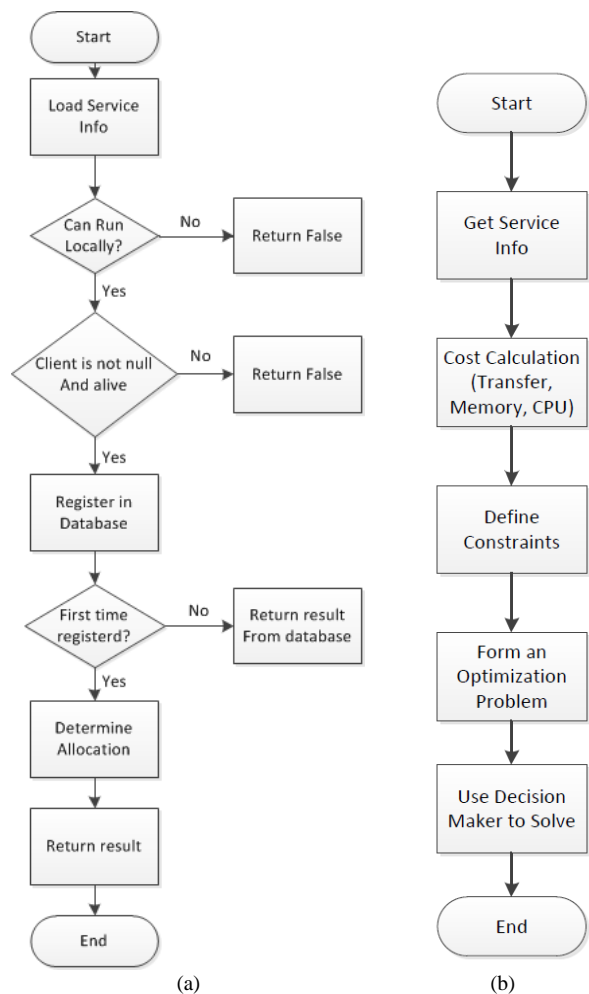 Start
Load Service
Info
Can Run
Locally?
No
Return False
Yes
Client is not null
And alive
No
Return False
Yes
Register in
Database
First time
registerd?
No
Return result
From database
Yes
Determine
Allocation
Return result
End
(a)
Start
Get Service
Info
Cost Calculation
(Transfer,
Memory, CPU)
Define
Constraints
Form an
Optimization
Problem
Use Decision
Maker to Solve
End
(b)